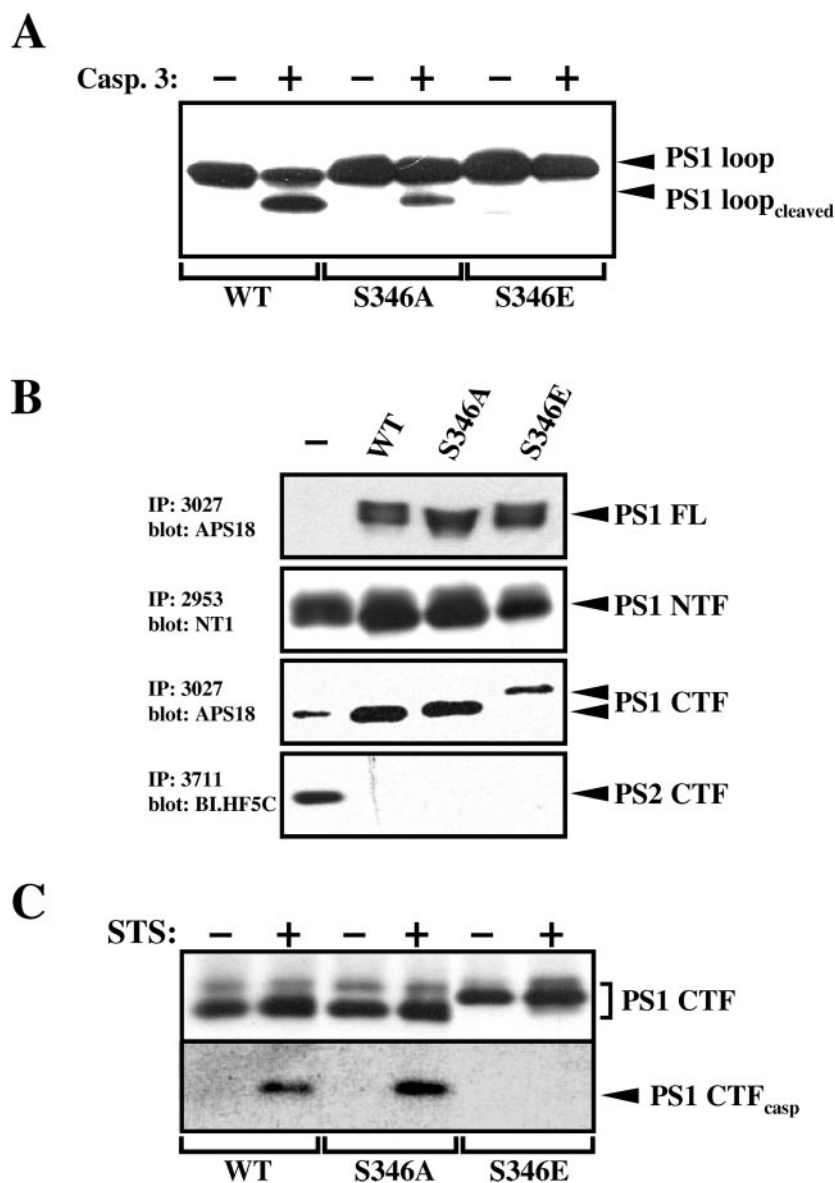 A
Casp. 3: − + − + − +
PS1 loop
PS1 loopcleaved
WT S346A S346E
B
− WT S346A S346E
IP: 3027
blot: APS18
PS1 FL
IP: 2953
blot: NT1
PS1 NTF
IP: 3027
blot: APS18
PS1 CTF
IP: 3711
blot: BI.HF5C
PS2 CTF
C
STS: − + − + − +
PS1 CTF
PS1 CTFcasp
WT S346A S346E